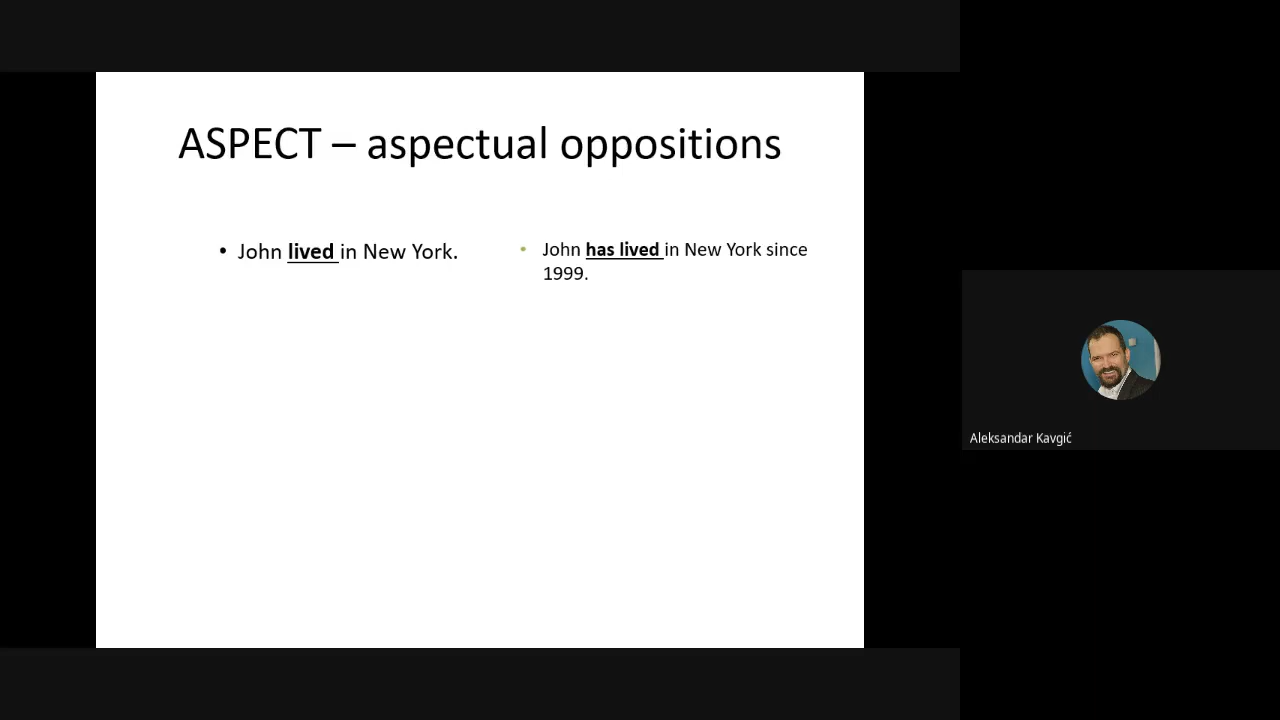 ASPECT – aspectual oppositions
• John lived in New York.
• John has lived in New York since
1999.
Aleksandar Kavgić